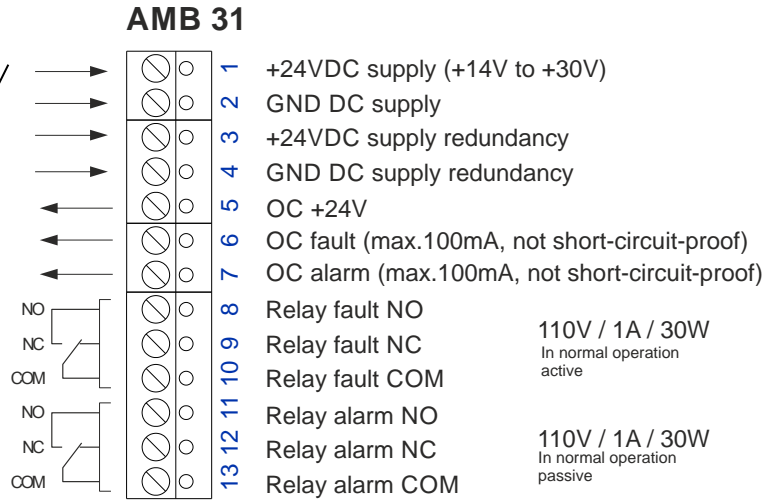 AMB 31
1 +24VDC supply (+14V to +30V)
2 GND DC supply
3 +24VDC supply redundancy
4 GND DC supply redundancy
5 OC +24V
6 OC fault (max.100mA, not short-circuit-proof)
7 OC alarm (max.100mA, not short-circuit-proof)
NO 8 Relay fault NO
NC 9 Relay fault NC
COM 10 Relay fault COM
110V / 1A / 30W
In normal operation
active
NO 11 Relay alarm NO
NC 12 Relay alarm NC
COM 13 Relay alarm COM
110V / 1A / 30W
In normal operation
passive